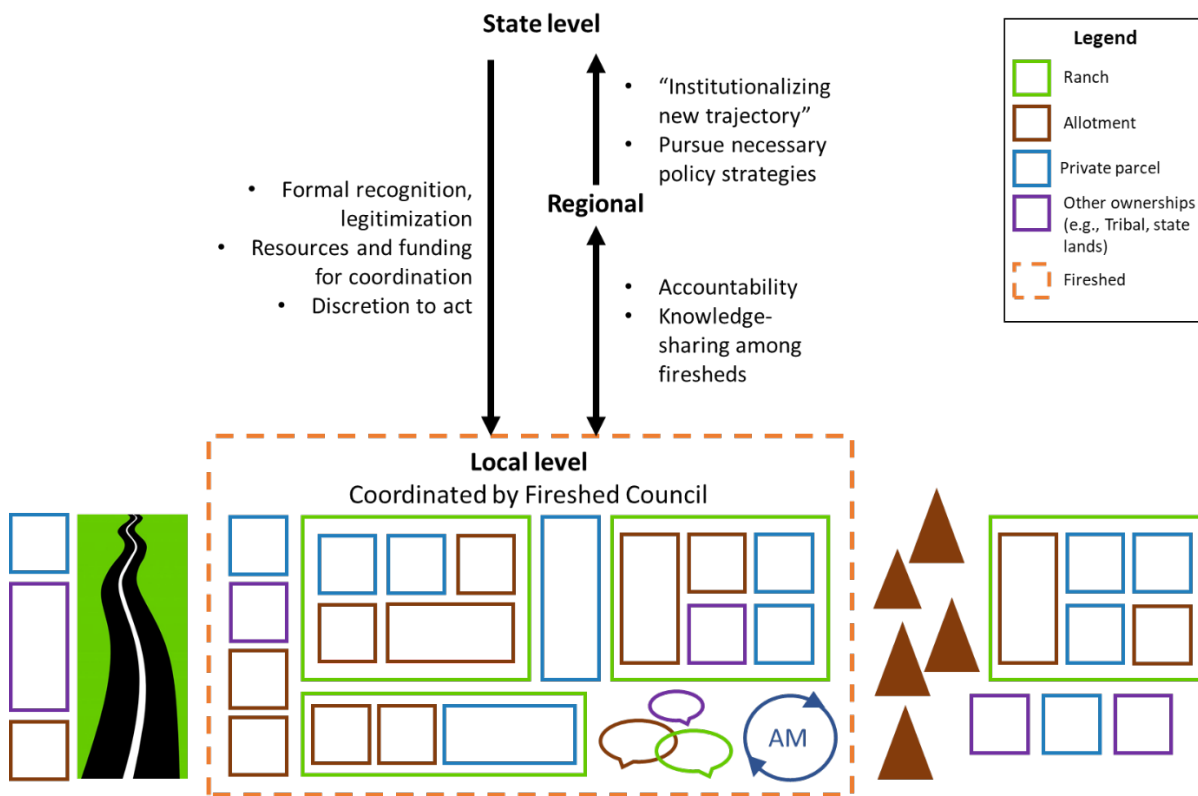 State level
• “Institutionalizing
new trajectory”
• Pursue necessary
policy strategies
• Formal recognition,
legitimization
• Resources and funding
for coordination
• Discretion to act
Regional
• Accountability
• Knowledge-
sharing among
firesheds
Legend
Ranch
Allotment
Private parcel
Other ownerships
(e.g., Tribal, state
lands)
Fireshed
Local level
Coordinated by Fireshed Council
AM